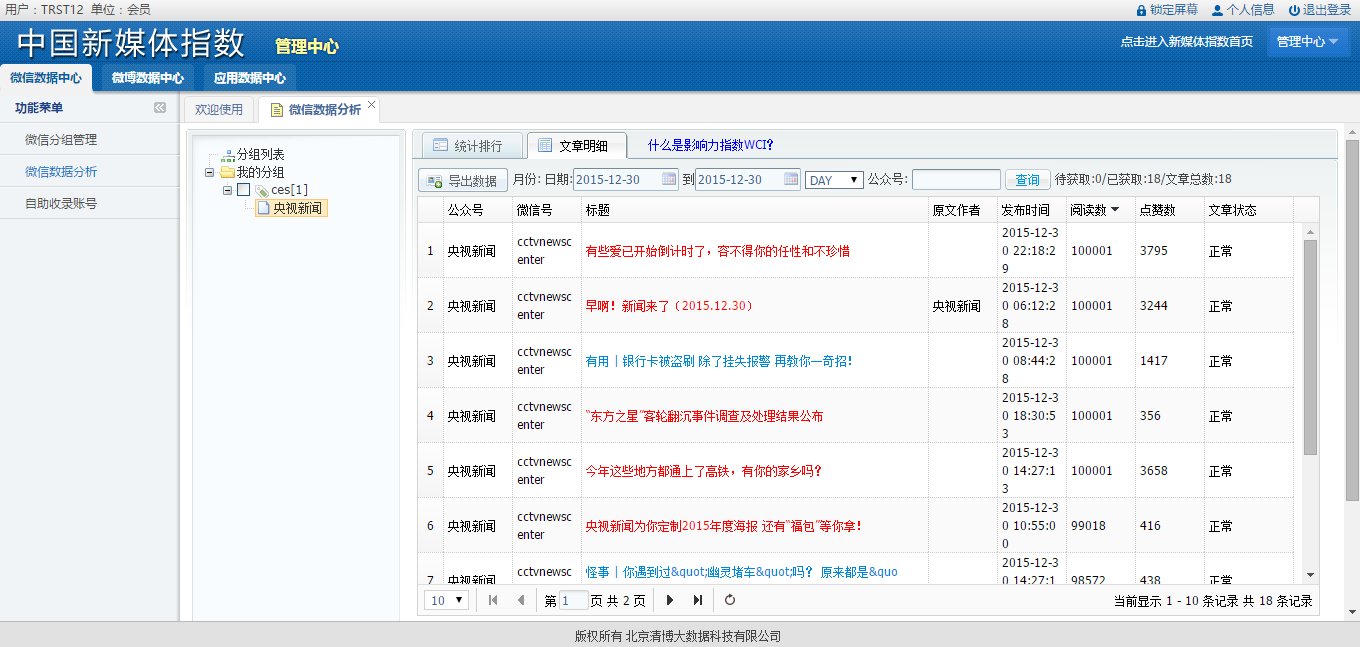 用户：TRST12 单位：会员
锁定屏幕 个人信息 退出登录
中国新媒体指数 管理中心
点击进入新媒体指数首页 管理中心
微信数据中心 微博数据中心 应用数据中心
功能菜单
微信分组管理
微信数据分析
自助收录账号
欢迎使用 微信数据分析
分组列表
我的分组
ces[1]
央视新闻
统计排行 文章明细 什么是影响力指数WCI?
导出数据 月份: 日期: 2015-12-30 到 2015-12-30 DAY 公众号: 查询 待获取:0/已获取:18/文章总数:18
公众号 微信号 标题 原文作者 发布时间 阅读数 点赞数 文章状态
1 央视新闻 cctvnewscenter 有些爱已开始倒计时了，容不得你的任性和不珍惜 2015-12-30 22:18:29 100001 3795 正常
2 央视新闻 cctvnewscenter 早啊！新闻来了（2015.12.30） 央视新闻 2015-12-30 06:12:28 100001 3244 正常
3 央视新闻 cctvnewscenter 有用｜银行卡被盗刷 除了挂失报警 再教你一奇招！ 2015-12-30 08:44:28 100001 1417 正常
4 央视新闻 cctvnewscenter “东方之星”客轮翻沉事件调查及处理结果公布 2015-12-30 18:30:53 100001 356 正常
5 央视新闻 cctvnewscenter 今年这些地方都通上了高铁，有你的家乡吗？ 2015-12-30 14:27:13 100001 3658 正常
6 央视新闻 cctvnewscenter 央视新闻为你定制2015年度海报 还有“福包”等你拿！ 2015-12-30 10:55:00 99018 416 正常
7 央视新闻 cctvnewsc 怪事｜你遇到过&quot;幽灵堵车&quot;吗？ 原来都是&quo 2015-12-30 14:27:1 98572 438 正常
10 第 1 页 共 2 页 当前显示 1 - 10 条记录 共 18 条记录
版权所有 北京清博大数据科技有限公司